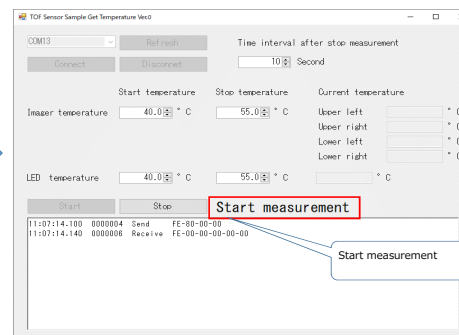 TOF Sensor Sample Get Temperature Ver.0
COM13 Refresh Time interval after stop measurement
Connect Disconnet 10 Second
Start temperature Stop temperature Current temperature
Imager temperature 40.0 ° C 55.0 ° C Upper left °
Upper right °
Lower left °
Lower right °
LED temperature 40.0 ° C 55.0 ° C ° C
Start Stop Start measurement
11:07:14.100 0000004 Send FE-80-00-00
11:07:14.140 0000006 Receive FE-00-00-00-00-00
Start measurement